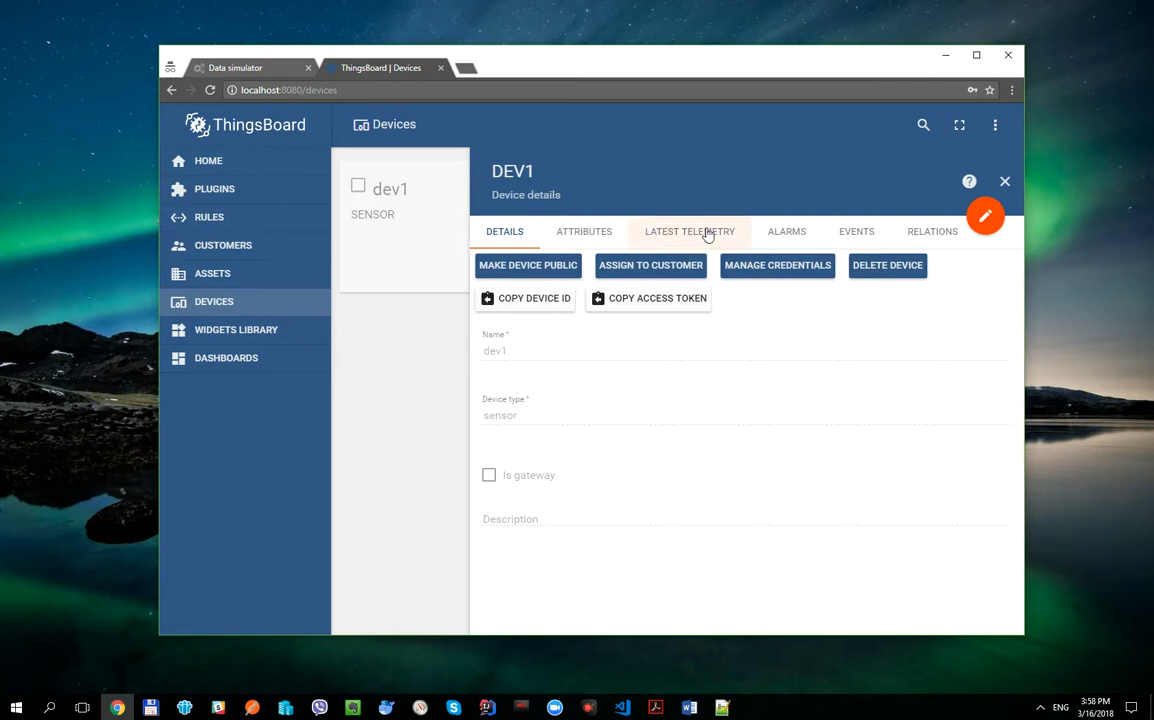 Data simulator
ThingsBoard | Devices
localhost:8080/devices
ThingsBoard
Devices
HOME
PLUGINS
RULES
CUSTOMERS
ASSETS
DEVICES
WIDGETS LIBRARY
DASHBOARDS
dev1
SENSOR
DEV1
Device details
DETAILS ATTRIBUTES LATEST TELEMETRY ALARMS EVENTS RELATIONS
MAKE DEVICE PUBLIC ASSIGN TO CUSTOMER MANAGE CREDENTIALS DELETE DEVICE
COPY DEVICE ID COPY ACCESS TOKEN
Name *
dev1
Device type *
sensor
Is gateway
Description
ENG
3:58 PM
3/16/2018